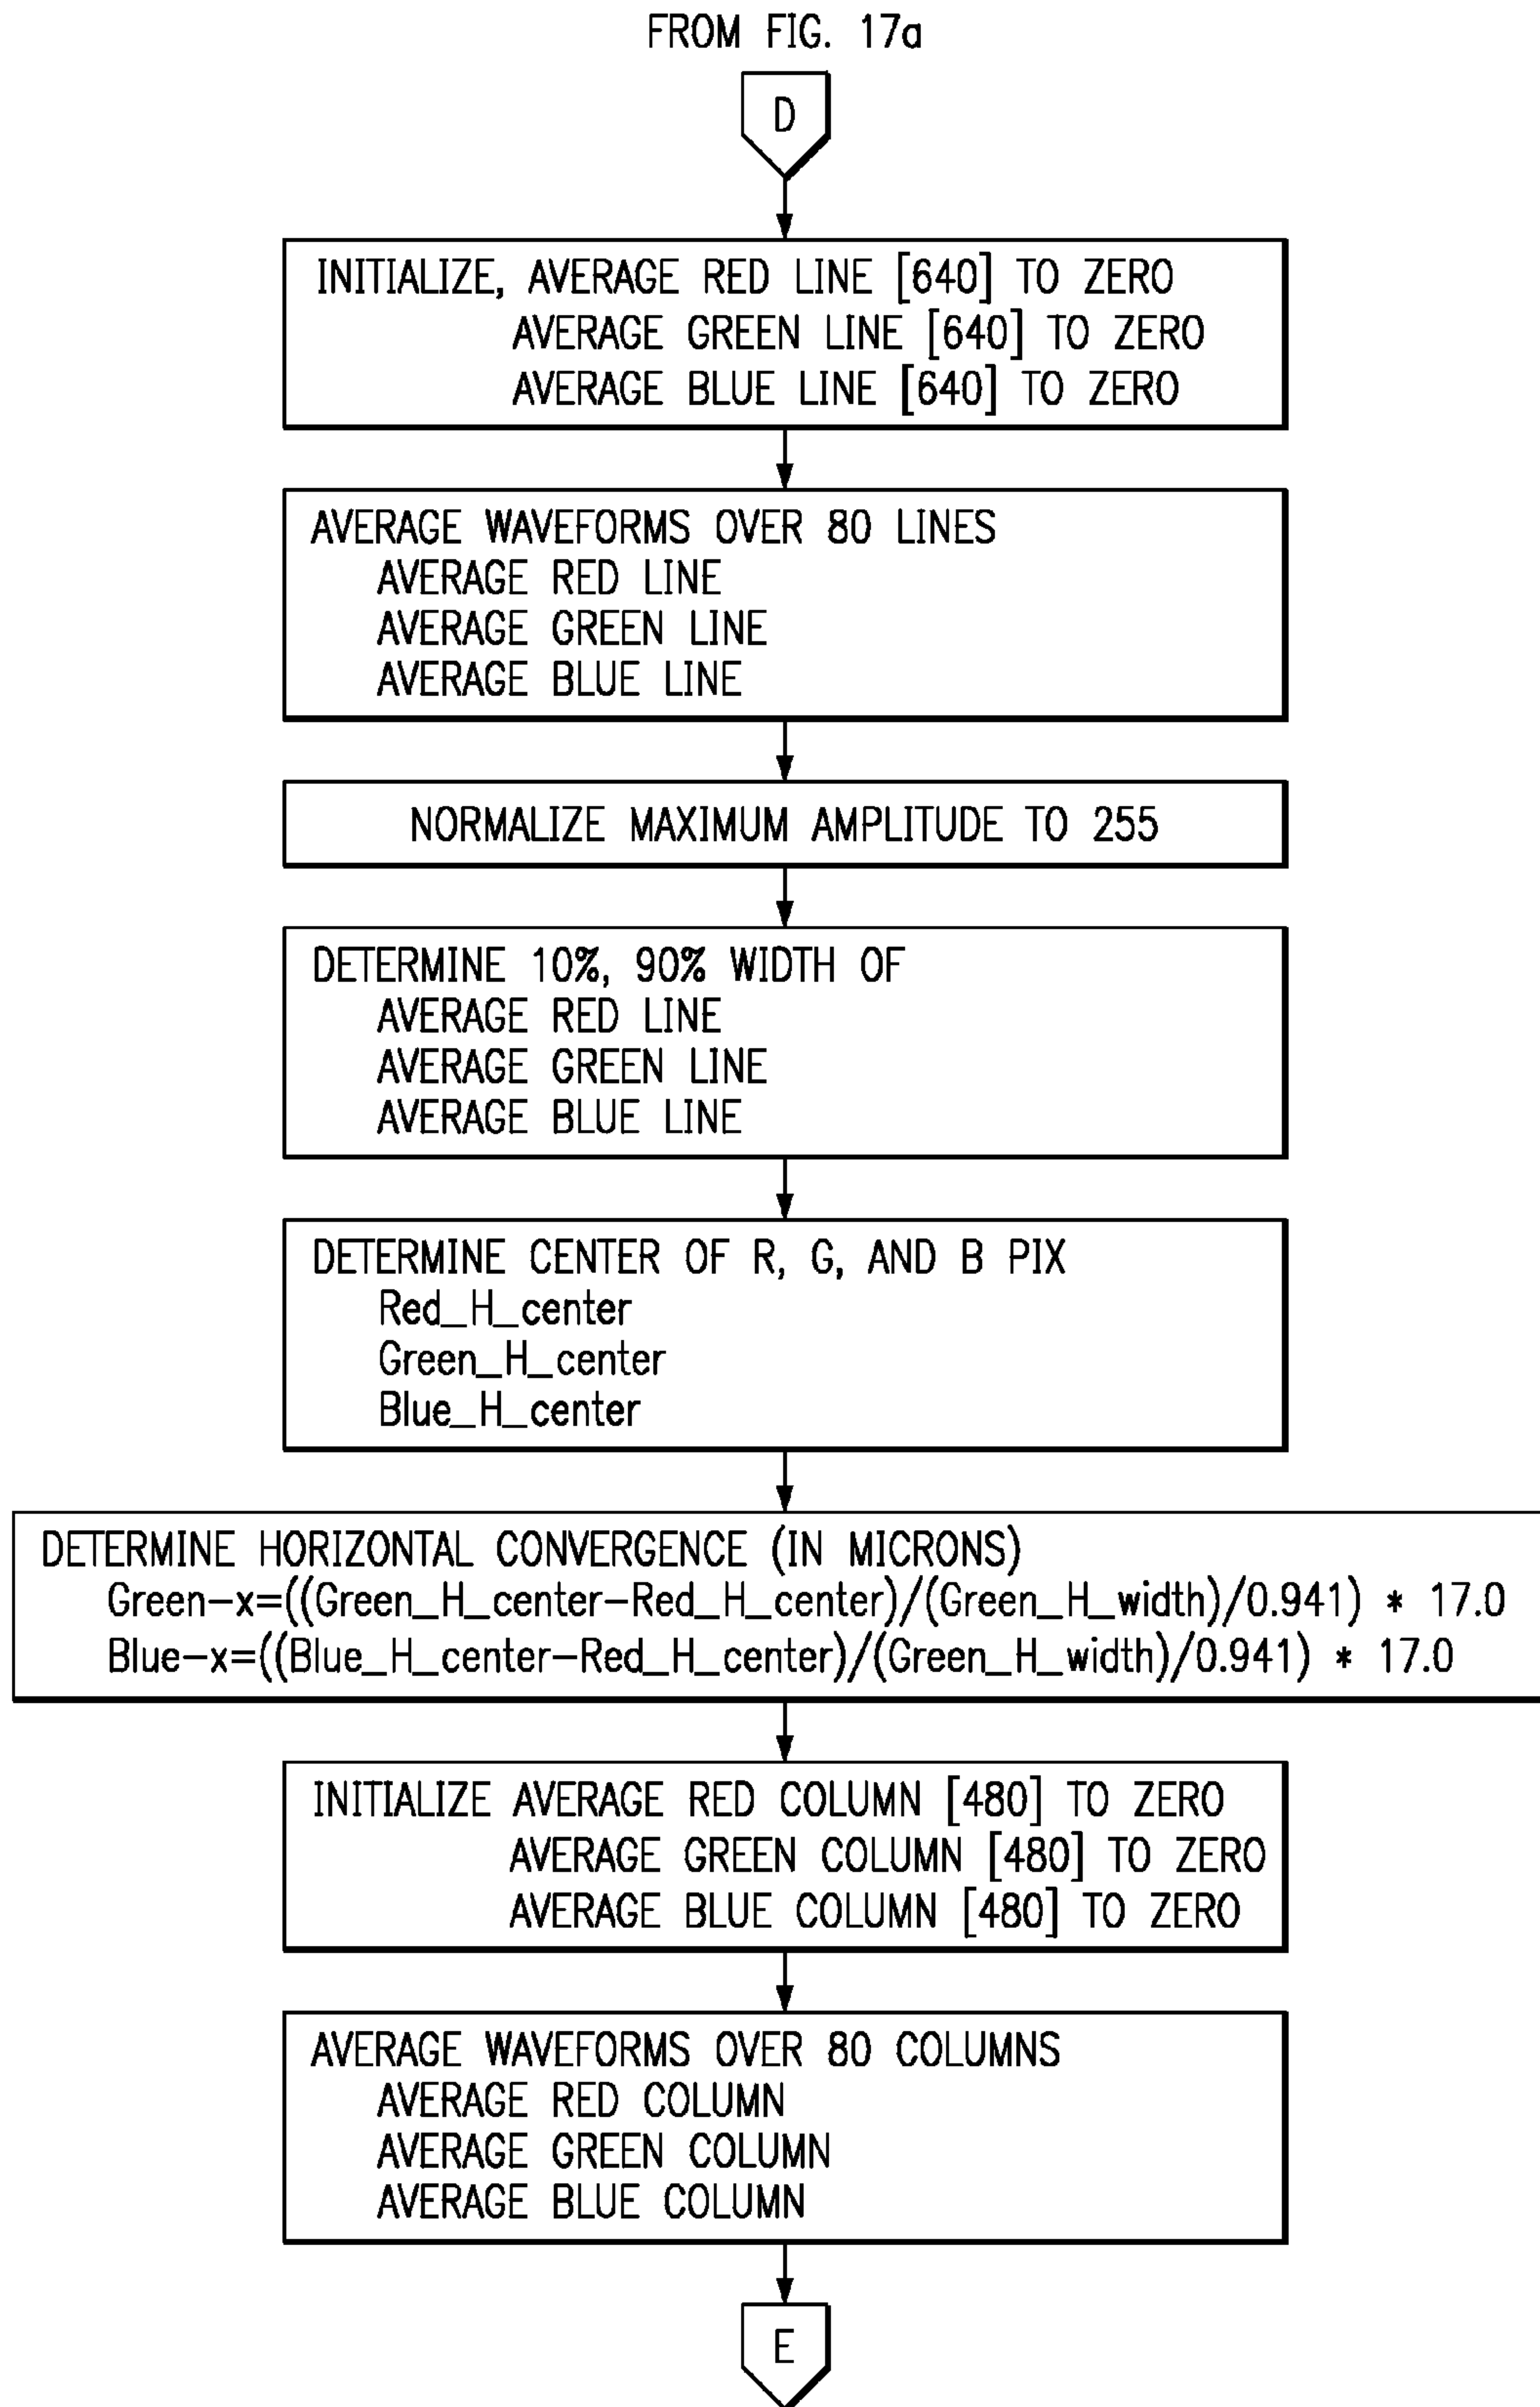 FROM FIG. 17a
D
INITIALIZE, AVERAGE RED LINE [640] TO ZERO
AVERAGE GREEN LINE [640] TO ZERO
AVERAGE BLUE LINE [640] TO ZERO
AVERAGE WAVEFORMS OVER 80 LINES
AVERAGE RED LINE
AVERAGE GREEN LINE
AVERAGE BLUE LINE
NORMALIZE MAXIMUM AMPLITUDE TO 255
DETERMINE 10%, 90% WIDTH OF
AVERAGE RED LINE
AVERAGE GREEN LINE
AVERAGE BLUE LINE
DETERMINE CENTER OF R, G, AND B PIX
Red_H_center
Green_H_center
Blue_H_center
DETERMINE HORIZONTAL CONVERGENCE (IN MICRONS)
Green-x=((Green_H_center-Red_H_center)/(Green_H_width)/0.941) * 17.0
Blue-x=((Blue_H_center-Red_H_center)/(Green_H_width)/0.941) * 17.0
INITIALIZE AVERAGE RED COLUMN [480] TO ZERO
AVERAGE GREEN COLUMN [480] TO ZERO
AVERAGE BLUE COLUMN [480] TO ZERO
AVERAGE WAVEFORMS OVER 80 COLUMNS
AVERAGE RED COLUMN
AVERAGE GREEN COLUMN
AVERAGE BLUE COLUMN
E